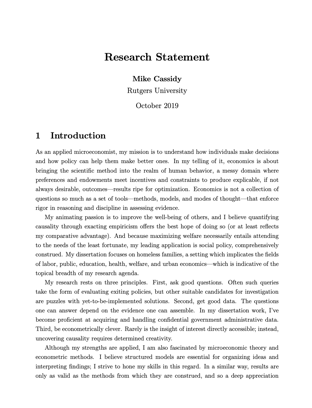 Research Statement
Mike Cassidy
Rutgers University
October 2019
1 Introduction
As an applied microeconomist, my mission is to understand how individuals make decisions
and how policy can help them make better ones. In my telling of it, economics is about
bringing the scientific method into the realm of human behavior, a messy domain where
preferences and endowments meet incentives and constraints to produce explicable, if not
always desirable, outcomes—results ripe for optimization. Economics is not a collection of
questions so much as a set of tools—methods, models, and modes of thought—that enforce
rigor in reasoning and discipline in assessing evidence.
My animating passion is to improve the well-being of others, and I believe quantifying
causality through exacting empiricism offers the best hope of doing so (or at least reflects
my comparative advantage). And because maximizing welfare necessarily entails attending
to the needs of the least fortunate, my leading application is social policy, comprehensively
construed. My dissertation focuses on homeless families, a setting which implicates the fields
of labor, public, education, health, welfare, and urban economics—which is indicative of the
topical breadth of my research agenda.
My research rests on three principles. First, ask good questions. Often such queries
take the form of evaluating exiting policies, but other suitable candidates for investigation
are puzzles with yet-to-be-implemented solutions. Second, get good data. The questions
one can answer depend on the evidence one can assemble. In my dissertation work, I've
become proficient at acquiring and handling confidential government administrative data.
Third, be econometrically clever. Rarely is the insight of interest directly accessible; instead,
uncovering causality requires determined creativity.
Although my strengths are applied, I am also fascinated by microeconomic theory and
econometric methods. I believe structured models are essential for organizing ideas and
interpreting findings; I strive to hone my skills in this regard. In a similar way, results are
only as valid as the methods from which they are construed, and so a deep appreciation